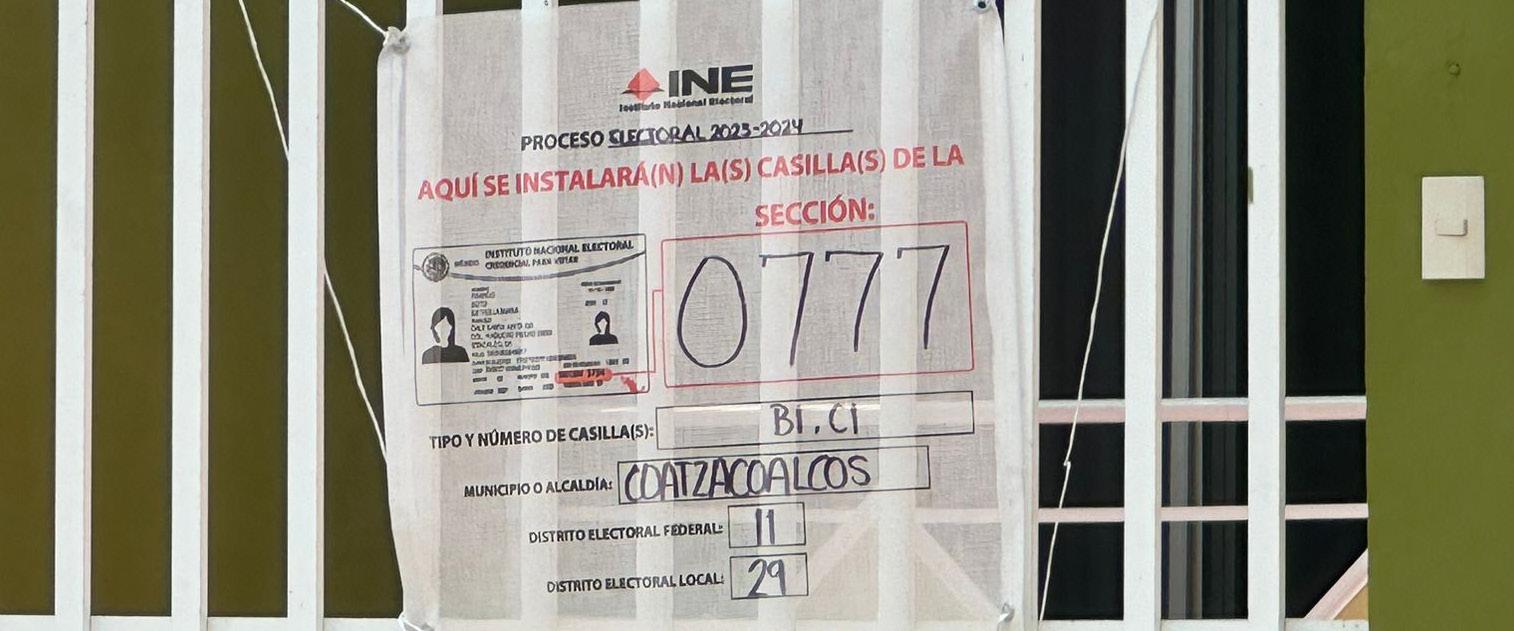 INE
Instituto Nacional Electoral
PROCESO ELECTORAL 2023-2024
AQUÍ SE INSTALARÁ(N) LA(S) CASILLA(S) DE LA
SECCIÓN:
INSTITUTO NACIONAL ELECTORAL
MÉXICO CREDENCIAL PARA VOTAR
0777
TIPO Y NÚMERO DE CASILLA(S): B1.C1
MUNICIPIO O ALCALDÍA: COATZACOALCOS
DISTRITO ELECTORAL FEDERAL: 11
DISTRITO ELECTORAL LOCAL: 29